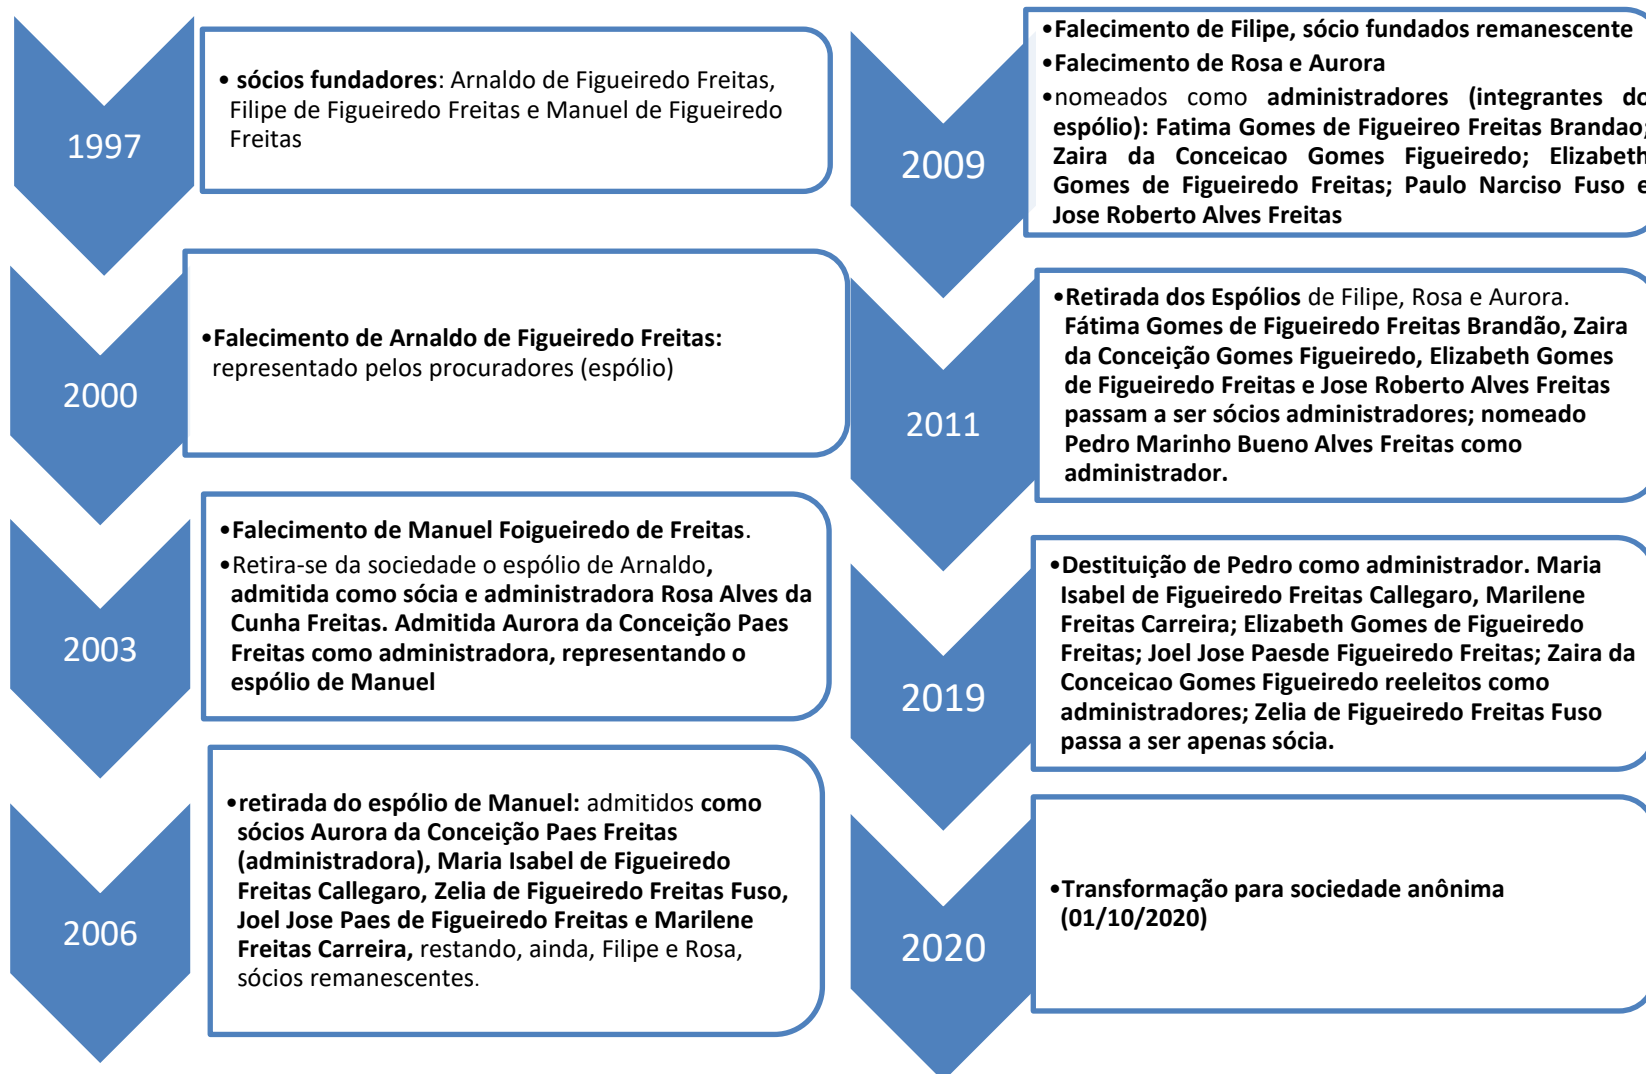 1997
• sócios fundadores: Arnaldo de Figueiredo Freitas,
Filipe de Figueiredo Freitas e Manuel de Figueiredo
Freitas
2000
•Falecimento de Arnaldo de Figueiredo Freitas:
representado pelos procuradores (espólio)
2003
•Falecimento de Manuel Foigueiredo de Freitas.
•Retira-se da sociedade o espólio de Arnaldo,
admitida como sócia e administradora Rosa Alves da
Cunha Freitas. Admitida Aurora da Conceição Paes
Freitas como administradora, representando o
espólio de Manuel
2006
•retirada do espólio de Manuel: admitidos como
sócios Aurora da Conceição Paes Freitas
(administradora), Maria Isabel de Figueiredo
Freitas Callegaro, Zelia de Figueiredo Freitas Fuso,
Joel Jose Paes de Figueiredo Freitas e Marilene
Freitas Carreira, restando, ainda, Filipe e Rosa,
sócios remanescentes.
2009
•Falecimento de Filipe, sócio fundados remanescente
•Falecimento de Rosa e Aurora
•nomeados como administradores (integrantes do
espólio): Fatima Gomes de Figueireo Freitas Brandao;
Zaira da Conceicao Gomes Figueiredo; Elizabeth
Gomes de Figueiredo Freitas; Paulo Narciso Fuso e
Jose Roberto Alves Freitas
2011
•Retirada dos Espólios de Filipe, Rosa e Aurora.
Fátima Gomes de Figueiredo Freitas Brandão, Zaira
da Conceição Gomes Figueiredo, Elizabeth Gomes
de Figueiredo Freitas e Jose Roberto Alves Freitas
passam a ser sócios administradores; nomeado
Pedro Marinho Bueno Alves Freitas como
administrador.
2019
•Destituição de Pedro como administrador. Maria
Isabel de Figueiredo Freitas Callegaro, Marilene
Freitas Carreira; Elizabeth Gomes de Figueiredo
Freitas; Joel Jose Paesde Figueiredo Freitas; Zaira da
Conceicao Gomes Figueiredo reeleitos como
administradores; Zelia de Figueiredo Freitas Fuso
passa a ser apenas sócia.
2020
•Transformação para sociedade anônima
(01/10/2020)